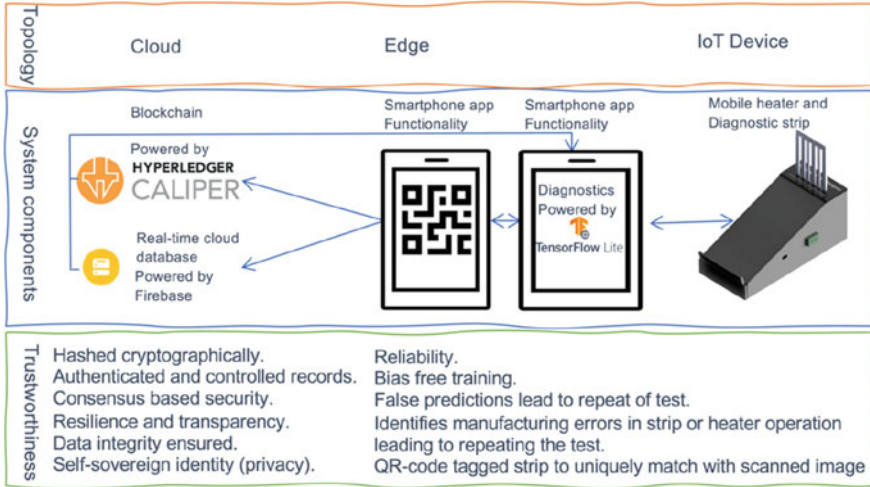 Topology
Cloud
Edge
IoT Device
System components
Blockchain
Powered by
HYPERLEDGER
CALIPER
Real-time cloud
database
Powered by
Firebase
Smartphone app
Functionality
Smartphone app
Functionality
Diagnostics
Powered by
TensorFlow Lite
Mobile heater and
Diagnostic strip
Trustworthiness
Hashed cryptographically.
Authenticated and controlled records.
Consensus based security.
Resilience and transparency.
Data integrity ensured.
Self-sovereign identity (privacy).
Reliability.
Bias free training.
False predictions lead to repeat of test.
Identifies manufacturing errors in strip or heater operation
leading to repeating the test.
QR-code tagged strip to uniquely match with scanned image